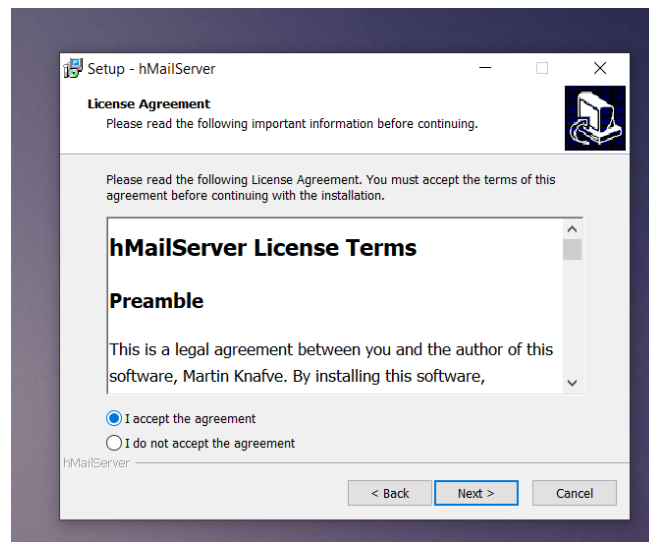 Setup - hMailServer
License Agreement
Please read the following important information before continuing.
Please read the following License Agreement. You must accept the terms of this
agreement before continuing with the installation.
hMailServer License Terms
Preamble
This is a legal agreement between you and the author of this
software, Martin Knafve. By installing this software,
I accept the agreement
I do not accept the agreement
hMailServer
< Back Next > Cancel